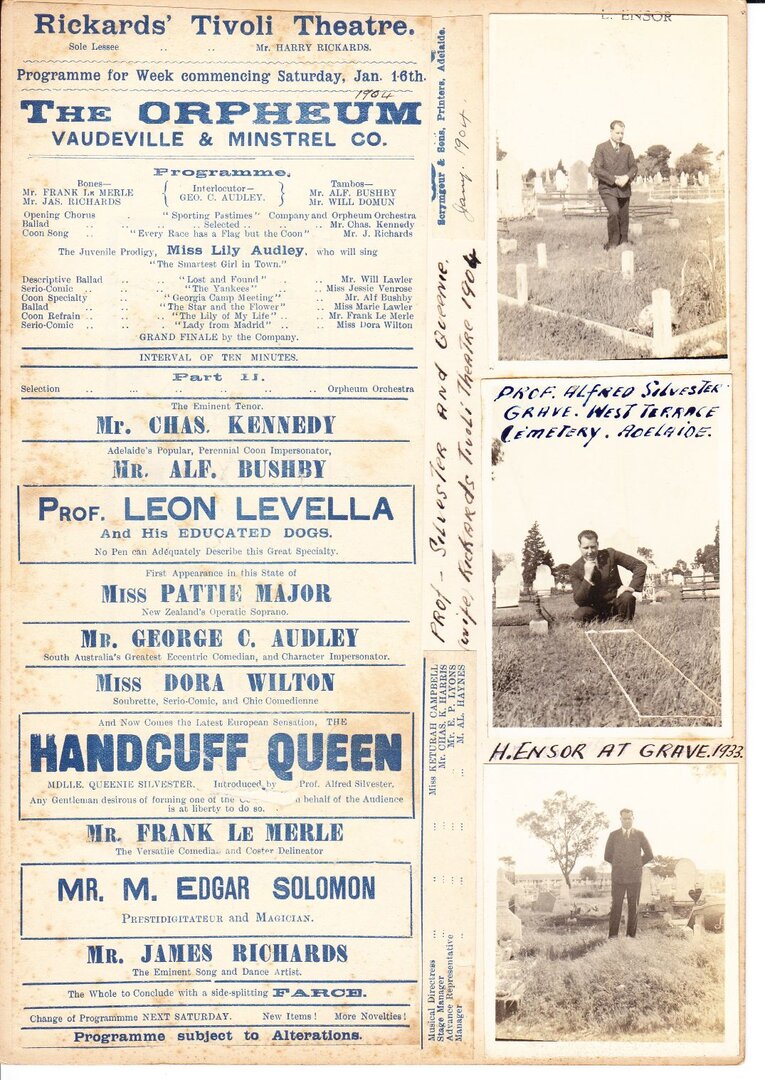 Rickards' Tivoli Theatre.
Sole Lessee .. .. Mr. HARRY RICKARDS.
Programme for Week commencing Saturday, Jan. 16th.
1904
THE ORPHEUM
VAUDEVILLE & MINSTREL CO.
Programme.
Bones—
Mr. FRANK LE MERLE
Mr. JAS. RICHARDS
Interlocutor—
GEO. C. AUDLEY.
Tambos—
Mr. ALF. BUSHBY
Mr. WILL DOMUN
Opening Chorus "Sporting Pastimes" Company and Orpheum Orchestra
Ballad .. .. .. Selected .. .. Mr. Chas. Kennedy
Coon Song "Every Race has a Flag but the Coon" Mr. J. Richards
The Juvenile Prodigy, Miss Lily Audley, who will sing
"The Smartest Girl in Town."
Descriptive Ballad .. "Lost and Found" .. Mr. Will Lawler
Serio-Comic .. .. "The Yankees" .. Miss Jessie Venrose
Coon Specialty .. "Georgia Camp Meeting" .. Mr. Alf Bushby
Ballad .. .. "The Star and the Flower" .. Miss Marie Lawler
Coon Refrain .. .. "The Lily of My Life" .. Mr. Frank Le Merle
Serio-Comic .. .. "Lady from Madrid" .. Miss Dora Wilton
GRAND FINALE by the Company.
INTERVAL OF TEN MINUTES.
Part II.
Selection .. .. .. .. .. .. Orpheum Orchestra
The Eminent Tenor.
Mr. CHAS. KENNEDY
Adelaide's Popular, Perennial Coon Impersonator,
MR. ALF. BUSHBY
PROF. LEON LEVELLA
And His EDUCATED DOGS.
No Pen can Adequately Describe this Great Specialty.
First Appearance in this State of
MISS PATTIE MAJOR
New Zealand's Operatic Soprano.
MR. GEORGE C. AUDLEY
South Australia's Greatest Eccentric Comedian, and Character Impersonator.
MISS DORA WILTON
Soubrette, Serio-Comic, and Chic Comedienne
And Now Comes the Latest European Sensation, THE
HANDCUFF QUEEN
MDLLE. QUEENIE SILVESTER. Introduced by Prof. Alfred Silvester.
Any Gentleman desirous of forming one of the behalf of the Audience
is at liberty to do so.
MR. FRANK LE MERLE
The Versatile Comedian and Coster Delineator
MR. M. EDGAR SOLOMON
PRESTIDIGITATEUR and MAGICIAN.
MR. JAMES RICHARDS
The Eminent Song and Dance Artist.
The Whole to Conclude with a side-splitting FARCE.
Change of Programmme NEXT SATURDAY. New Items! More Novelties!
Programme subject to Alterations.
Scrymgour & Sons, Printers, Adelaide.
Jany. 1904.
PROF - SILVESTER AND QUEENIE,
wife, RICKARDS TIVOLI THEATRE 1904
Musical Directress ... ... ... Miss KETURAH CAMPBELL
Stage Manager ... ... ... Mr. CHAS. K. HARRIS
Advance Representative ... ... Mr. E. P. LYONS
Manager ... ... ... M. AL. HAYNES
L. ENSOR
PROF. ALFRED SILVESTER
GRAVE. WEST TERRACE
CEMETERY. ADELAIDE.
H. ENSOR AT GRAVE. 1933.